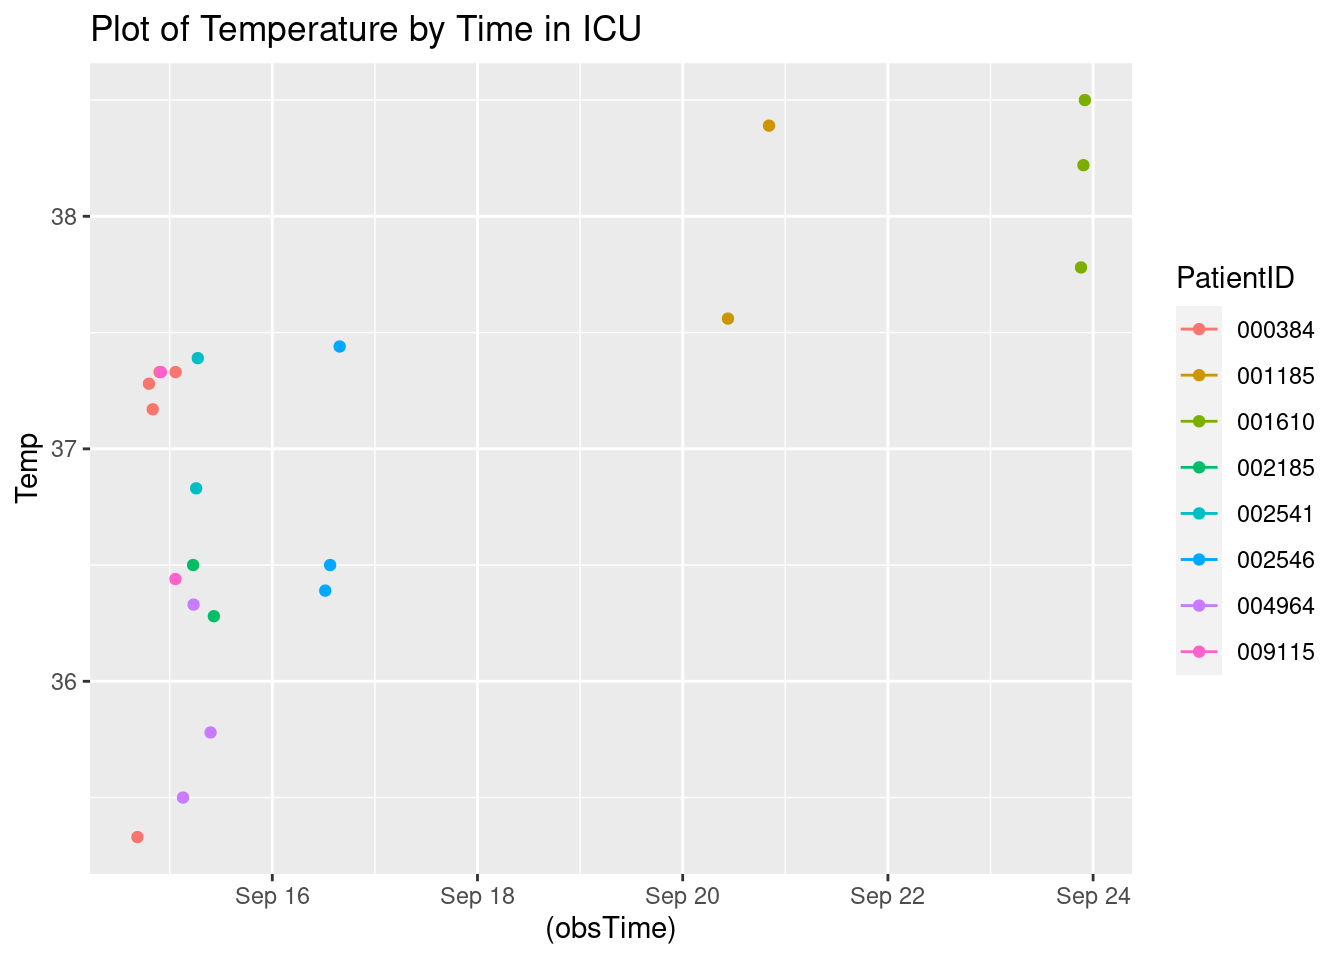 Plot of Temperature by Time in ICU
38
37
36
Temp
Sep 16
Sep 18
Sep 20
Sep 22
Sep 24
(obsTime)
PatientID
000384
001185
001610
002185
002541
002546
004964
009115